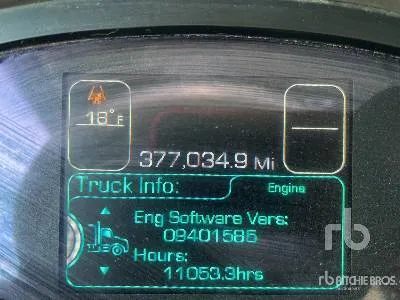 18°F
377,034.9 Mi
Truck Info: Engine
Eng Software Vers:
09401585
Hours:
11053.3hrs
rb
RITCHIE BROS.